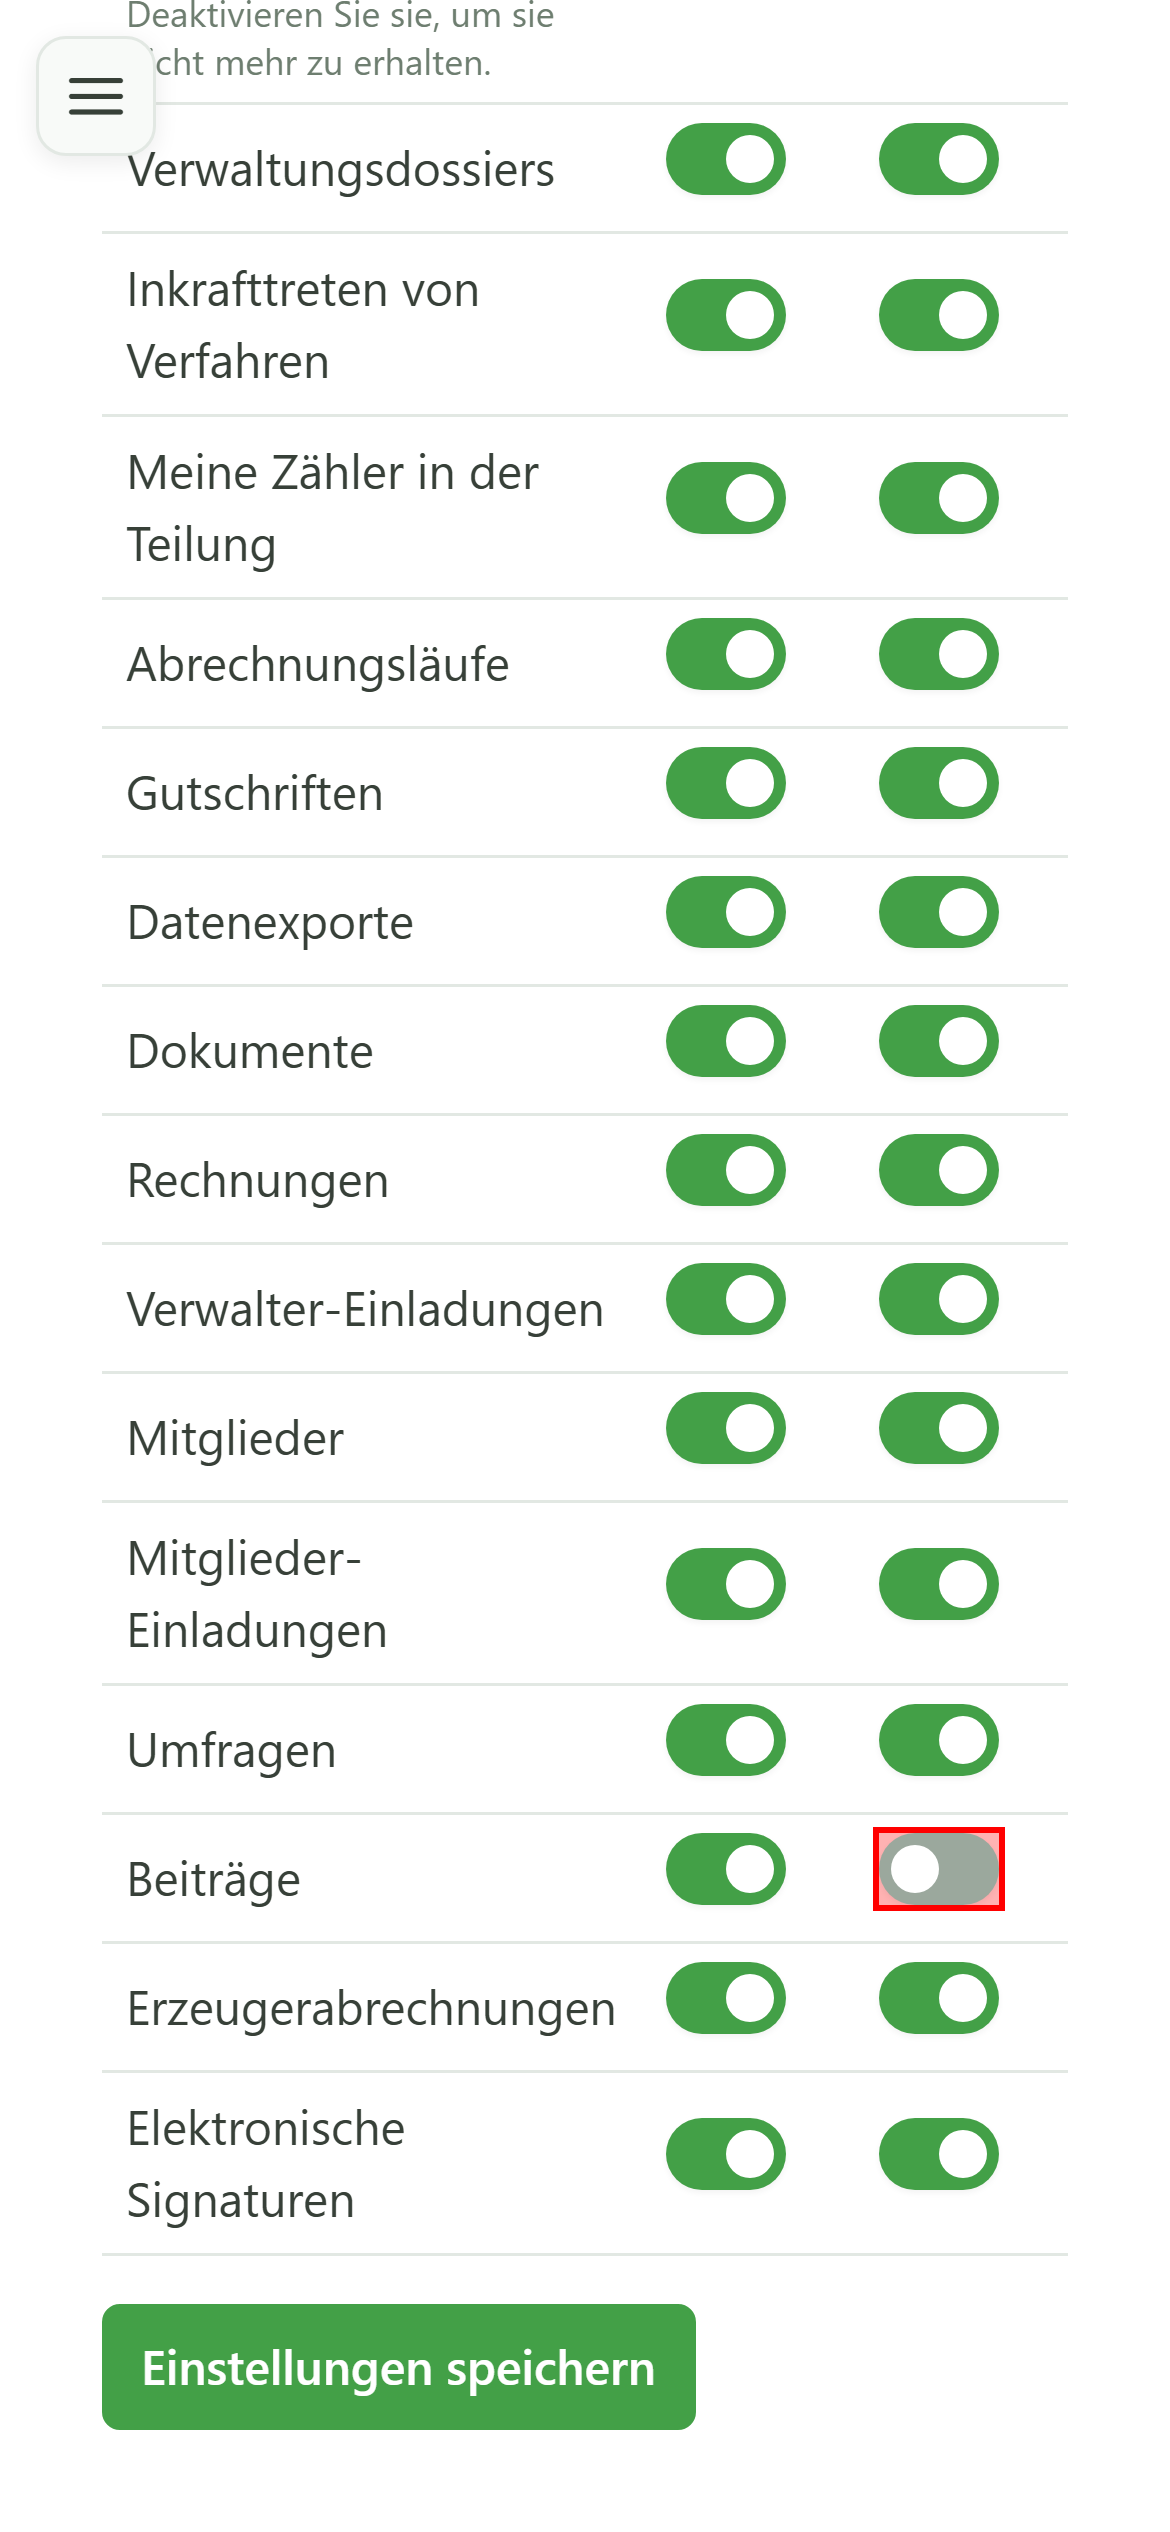 Deaktivieren Sie sie, um sie
cht mehr zu erhalten.
Verwaltungsdossiers
Inkrafttreten von
Verfahren
Meine Zähler in der
Teilung
Abrechnungsläufe
Gutschriften
Datenexporte
Dokumente
Rechnungen
Verwalter-Einladungen
Mitglieder
Mitglieder-
Einladungen
Umfragen
Beiträge
Erzeugerabrechnungen
Elektronische
Signaturen
Einstellungen speichern